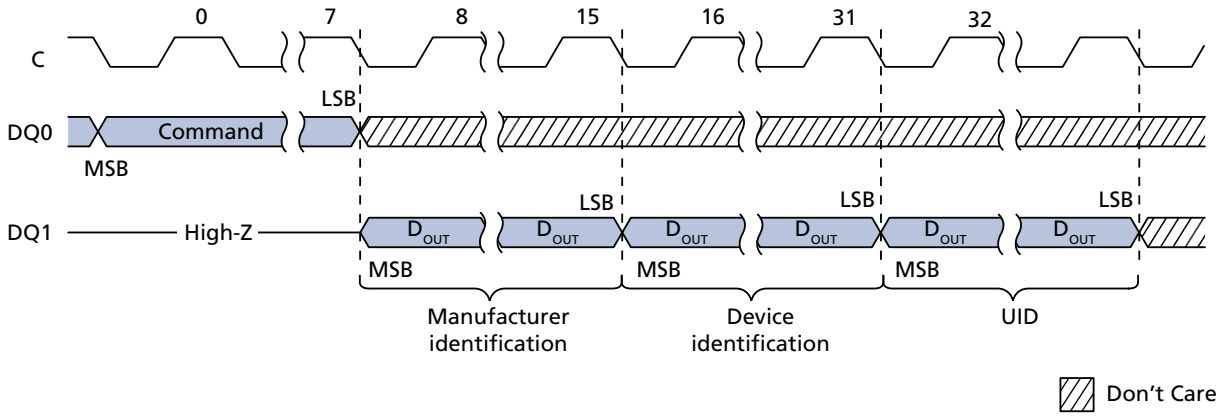 0 7 8 15 16 31 32
C
LSB
DQ0 Command
MSB
LSB LSB LSB
DQ1 High-Z DOUT DOUT DOUT DOUT DOUT DOUT
MSB MSB MSB
Manufacturer identification
Device identification
UID
Don't Care